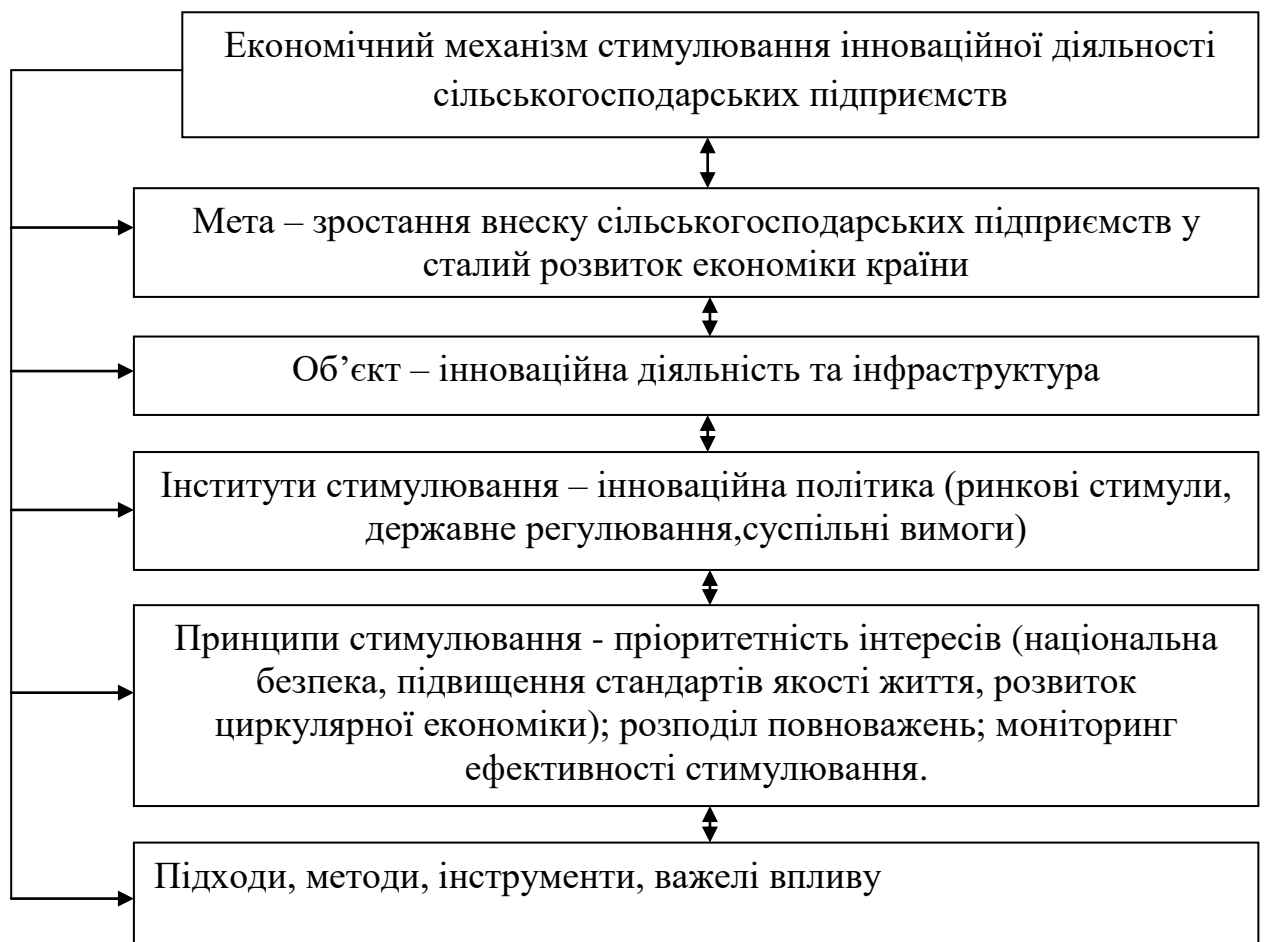 Економічний механізм стимулювання інноваційної діяльності
сільськогосподарських підприємств
Мета – зростання внеску сільськогосподарських підприємств у
сталий розвиток економіки країни
Об’єкт – інноваційна діяльність та інфраструктура
Інститути стимулювання – інноваційна політика (ринкові стимули,
державне регулювання,суспільні вимоги)
Принципи стимулювання - пріоритетність інтересів (національна
безпека, підвищення стандартів якості життя, розвиток
циркулярної економіки); розподіл повноважень; моніторинг
ефективності стимулювання.
Підходи, методи, інструменти, важелі впливу